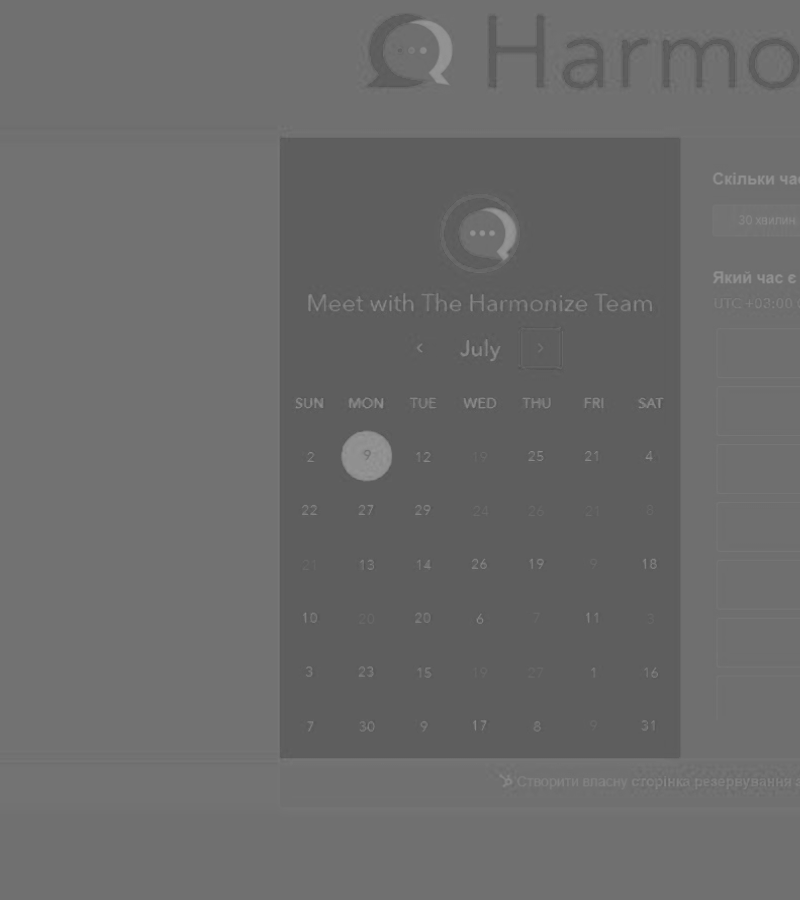 Harmo
Meet with The Harmonize Team
‹ July ›
SUN MON TUE WED THU FRI SAT
2 9 12 19 25 21 4
22 27 29 24 26 21 8
21 13 14 26 19 9 18
10 20 20 6 7 11 3
3 23 15 19 27 1 16
7 30 9 17 8 9 31
Скільки час
30 хвилин
Який час є
UTC +03:00
Створити власну сторінка резервування